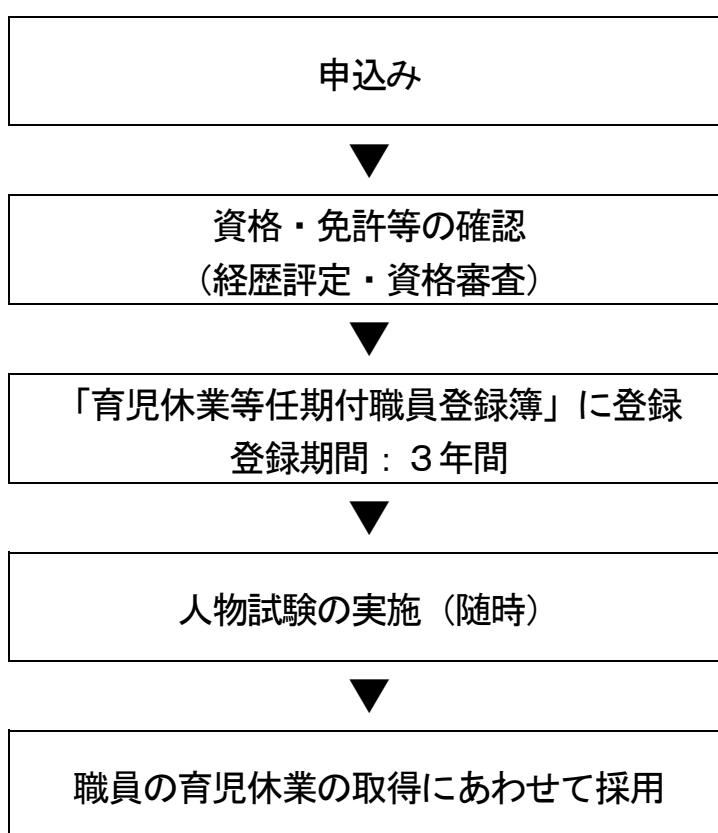 申込み
▼
資格・免許等の確認
（経歴評定・資格審査）
▼
「育児休業等任期付職員登録簿」に登録
登録期間：３年間
▼
人物試験の実施（随時）
▼
職員の育児休業の取得にあわせて採用